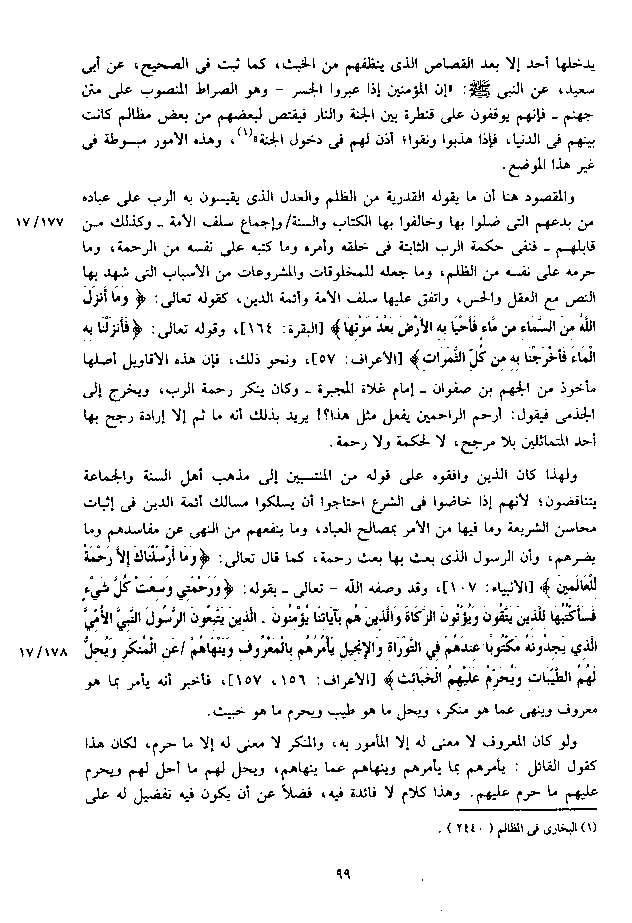 يدخلها أحد إلا بعد القصاص الذى ينظفهم من الخبث، كما ثبت فى الصحيح، عن أبى
سعيد، عن النبى ﷺ: «إن المؤمنين إذا عبروا الجسر - وهو الصراط المنصوب على متن
جهنم - فإنهم يوقفون على قنطرة بين الجنة والنار فيقتص لبعضهم من بعض مظالم كانت
بينهم فى الدنيا، فإذا هذبوا ونقوا؛ أذن لهم فى دخول الجنة»(١)، وهذه الأمور مبسوطة فى
غير هذا الموضع.
والمقصود هنا أن ما يقوله القدرية من الظلم والعدل الذى يقيسون به الرب على عباده
١٧/١٧٧ من بدعهم التى ضلوا بها وخالفوا بها الكتاب والسنة/وإجماع سلف الأمة - وكذلك من
قابلهم - فنفى حكمة الرب الثابتة فى خلقه وأمره وما كتبه على نفسه من الرحمة، وما
حرمه على نفسه من الظلم، وما جعله للمخلوقات والمشروعات من الأسباب التى شهد بها
النص مع العقل والحس، واتفق عليها سلف الأمة وأئمة الدين، كقوله تعالى: ﴿ وَمَا أَنزَلَ
اللَّهُ مِنَ السَّمَاءِ مِن مَّاءٍ فَأَحْيَا بِهِ الأَرْضَ بَعْدَ مَوْتِهَا ﴾ [البقرة: ١٦٤]، وقوله تعالى: ﴿ فَأَنزَلْنَا بِهِ
الْمَاءَ فَأَخْرَجْنَا بِهِ مِن كُلِّ الثَّمَرَاتِ ﴾ [الأعراف: ٥٧]، ونحو ذلك، فإن هذه الأقاويل أصلها
مأخوذ من الجهم بن صفوان - إمام غلاة المجبرة - وكان ينكر رحمة الرب، ويخرج إلى
الجذمى فيقول: أرحم الراحمين يفعل مثل هذا؟! يريد بذلك أنه ما ثم إلا إرادة رجح بها
أحد المتماثلين بلا مرجح، لا لحكمة ولا رحمة.
ولهذا كان الذين وافقوه على قوله من المنتسبين إلى مذهب أهل السنة والجماعة
يتناقضون؛ لأنهم إذا خاضوا فى الشرع احتاجوا أن يسلكوا مسالك أئمة الدين فى إثبات
محاسن الشريعة وما فيها من الأمر بمصالح العباد، وما ينفعهم من النهى عن مفاسدهم وما
يضرهم، وأن الرسول الذى بعث بها بعث رحمة، كما قال تعالى: ﴿ وَمَا أَرْسَلْنَاكَ إِلاَّ رَحْمَةً
لِّلْعَالَمِينَ ﴾ [الأنبياء: ١٠٧]، وقد وصفه الله - تعالى - بقوله: ﴿ وَرَحْمَتِي وَسِعَتْ كُلَّ شَيْءٍ
فَسَأَكْتُبُهَا لِلَّذِينَ يَتَّقُونَ وَيُؤْتُونَ الزَّكَاةَ وَالَّذِينَ هُم بِآيَاتِنَا يُؤْمِنُونَ . الَّذِينَ يَتَّبِعُونَ الرَّسُولَ النَّبِيَّ الأُمِّيَّ
١٧/١٧٨ الَّذِي يَجِدُونَهُ مَكْتُوبًا عِندَهُمْ فِي التَّوْرَاةِ وَالإِنجِيلِ يَأْمُرُهُم بِالْمَعْرُوفِ وَيَنْهَاهُمْ /عَنِ الْمُنكَرِ وَيُحِلُّ
لَهُمُ الطَّيِّبَاتِ وَيُحَرِّمُ عَلَيْهِمُ الْخَبَائِثَ ﴾ [الأعراف: ١٥٦، ١٥٧]، فأخبر أنه يأمر بما هو
معروف وينهى عما هو منكر، ويحل ما هو طيب ويحرم ما هو خبيث.
ولو كان المعروف لا معنى له إلا المأمور به، والمنكر لا معنى له إلا ما حرم، لكان هذا
كقول القائل : يأمرهم بما يأمرهم وينهاهم عما ينهاهم، ويحل لهم ما أحل لهم ويحرم
عليهم ما حرم عليهم. وهذا كلام لا فائدة فيه، فضلاً عن أن يكون فيه تفضيل له على
(١) البخارى فى المظالم ( ٢٤٤٠ ) .
٩٩